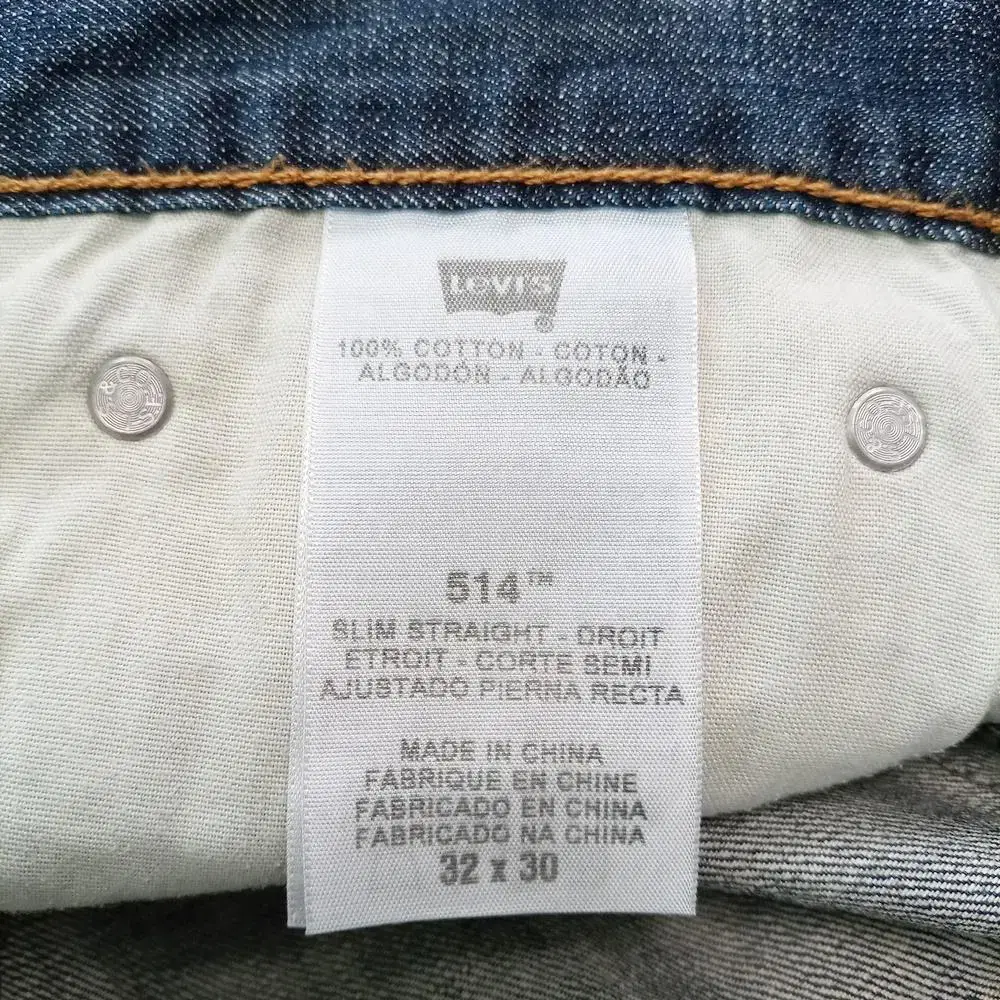 Levi's
®
100% COTTON - COTON -
ALGODÓN - ALGODÃO
514™
SLIM STRAIGHT - DROIT
ETROIT - CORTE SEMI
AJUSTADO PIERNA RECTA
MADE IN CHINA
FABRIQUE EN CHINE
FABRICADO EN CHINA
FABRICADO NA CHINA
32 x 30